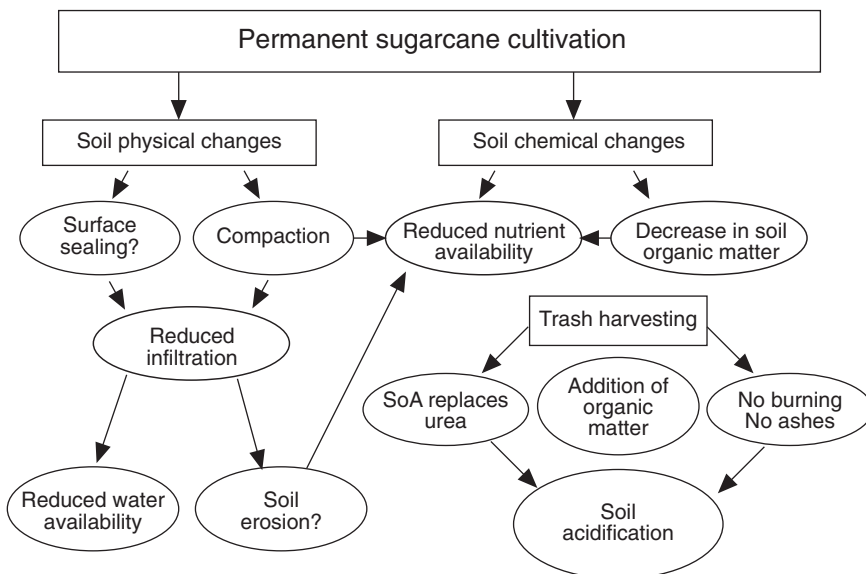 Permanent sugarcane cultivation
Soil physical changes
Soil chemical changes
Surface
sealing?
Compaction
Reduced nutrient
availability
Decrease in soil
organic matter
Reduced
infiltration
Trash harvesting
SoA replaces
urea
Addition of
organic
matter
No burning
No ashes
Reduced water
availability
Soil
erosion?
Soil
acidification